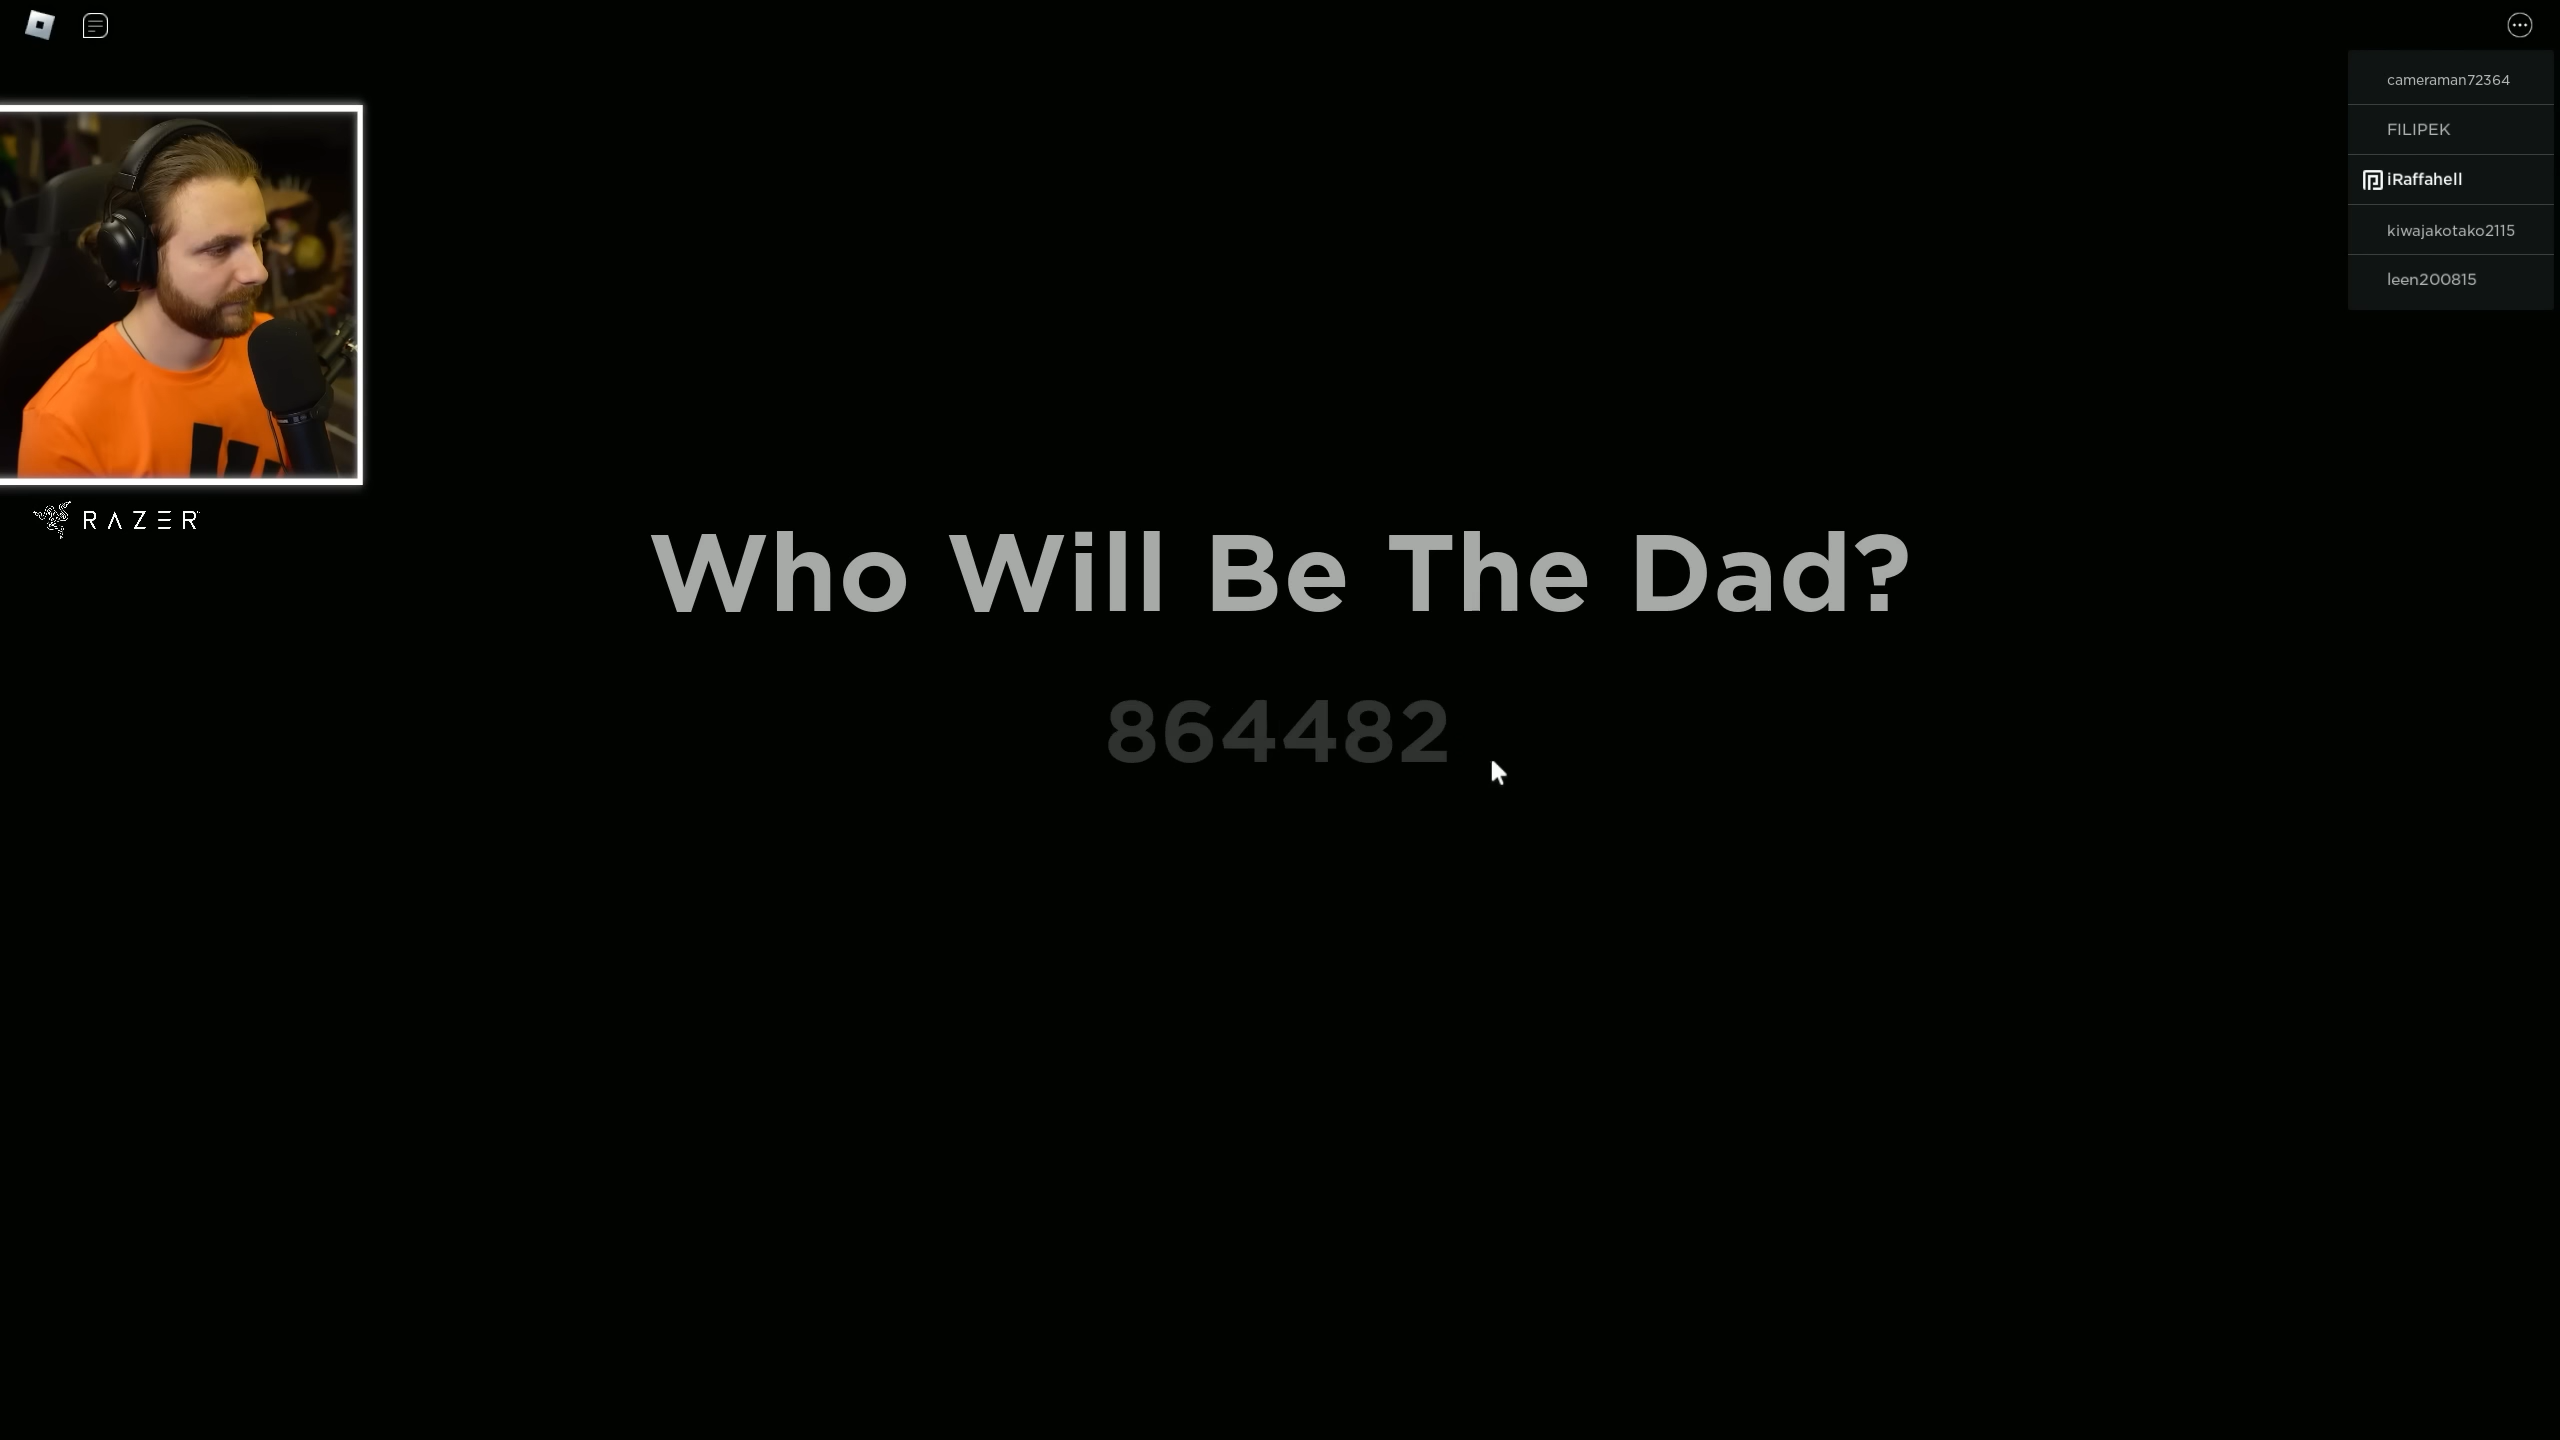 cameraman72364
FILIPEK
iRaffahell
kiwajakotako2115
leen200815
RAZER
Who Will Be The Dad?
864482